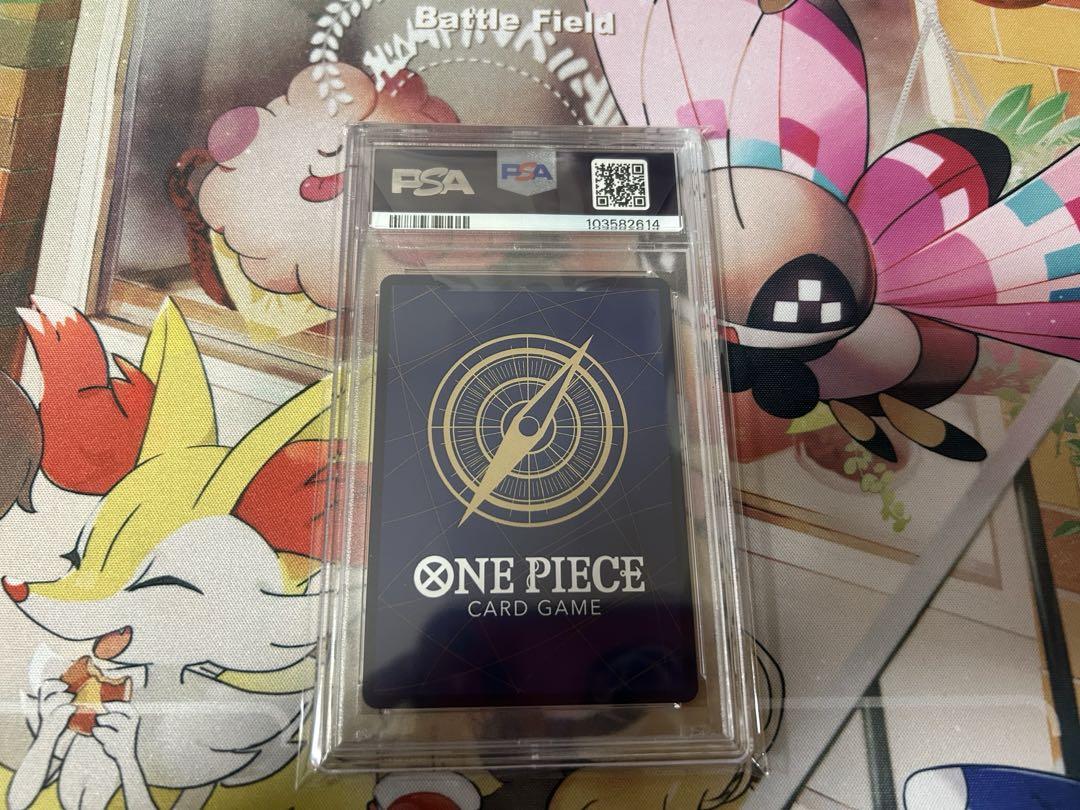 Battle Field
PSA
PSA
103582614
ONE PIECE
CARD GAME